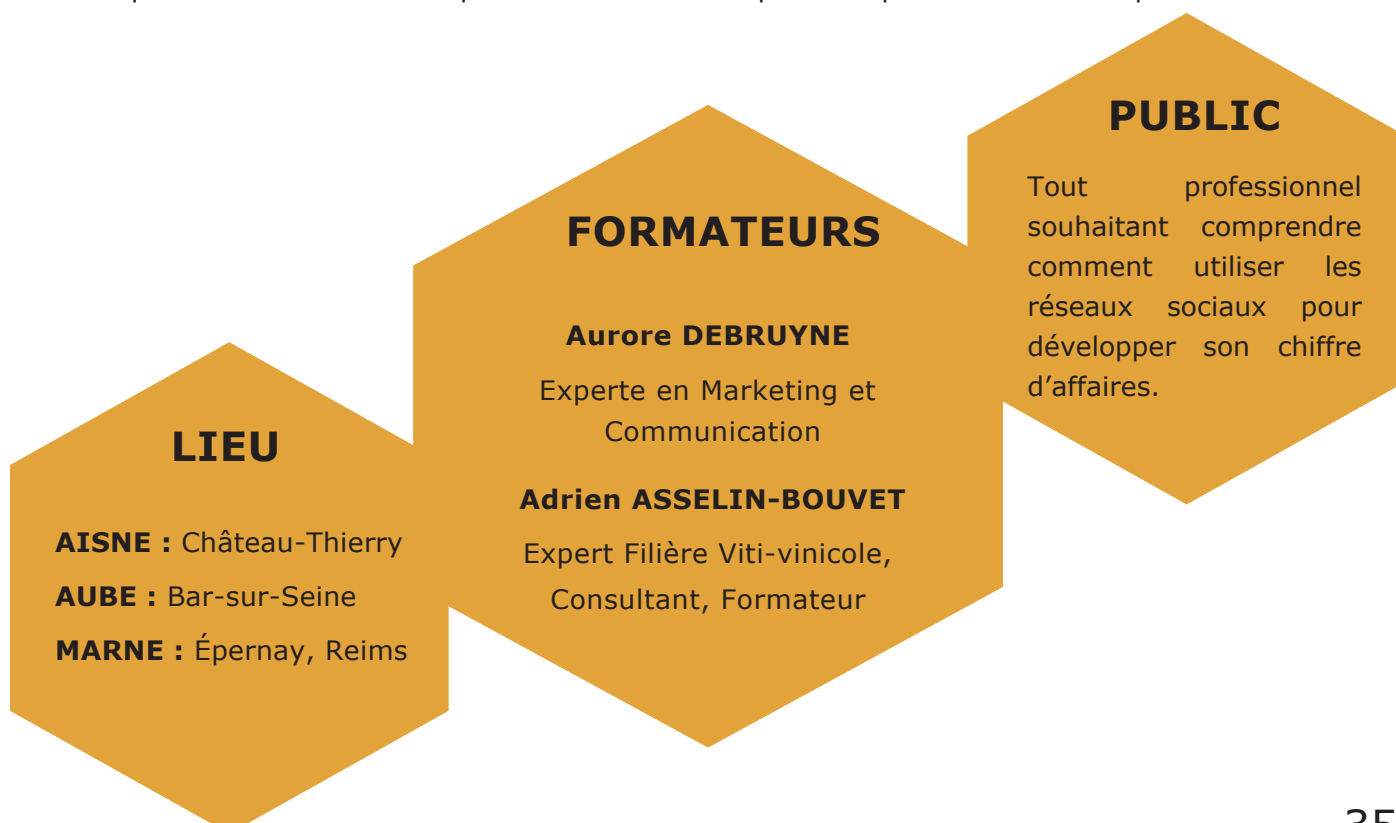 PUBLIC
Tout professionnel
souhaitant comprendre
comment utiliser les
réseaux sociaux pour
développer son chiffre
d’affaires.
FORMATEURS
Aurore DEBRUYNE
Experte en Marketing et
Communication
Adrien ASSELIN-BOUVET
Expert Filière Viti-vinicole,
Consultant, Formateur
LIEU
AISNE : Château-Thierry
AUBE : Bar-sur-Seine
MARNE : Épernay, Reims
35